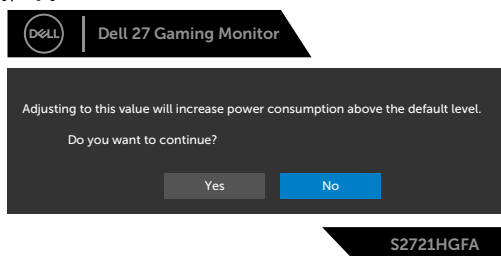 DELL
Dell 27 Gaming Monitor
Adjusting to this value will increase power consumption above the default level.
Do you want to continue?
Yes
No
S2721HGFA